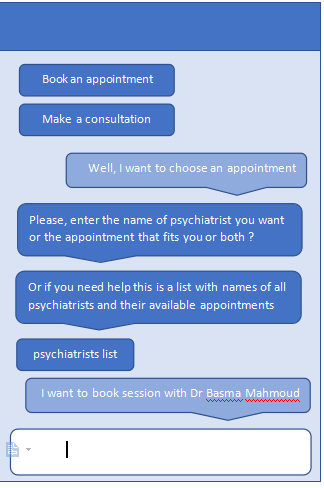 Book an appointment
Make a consultation
Well, I want to choose an appointment
Please, enter the name of psychiatrist you want
or the appointment that fits you or both ?
Or if you need help this is a list with names of all
psychiatrists and their available appointments
psychiatrists list
I want to book session with Dr Basma Mahmoud